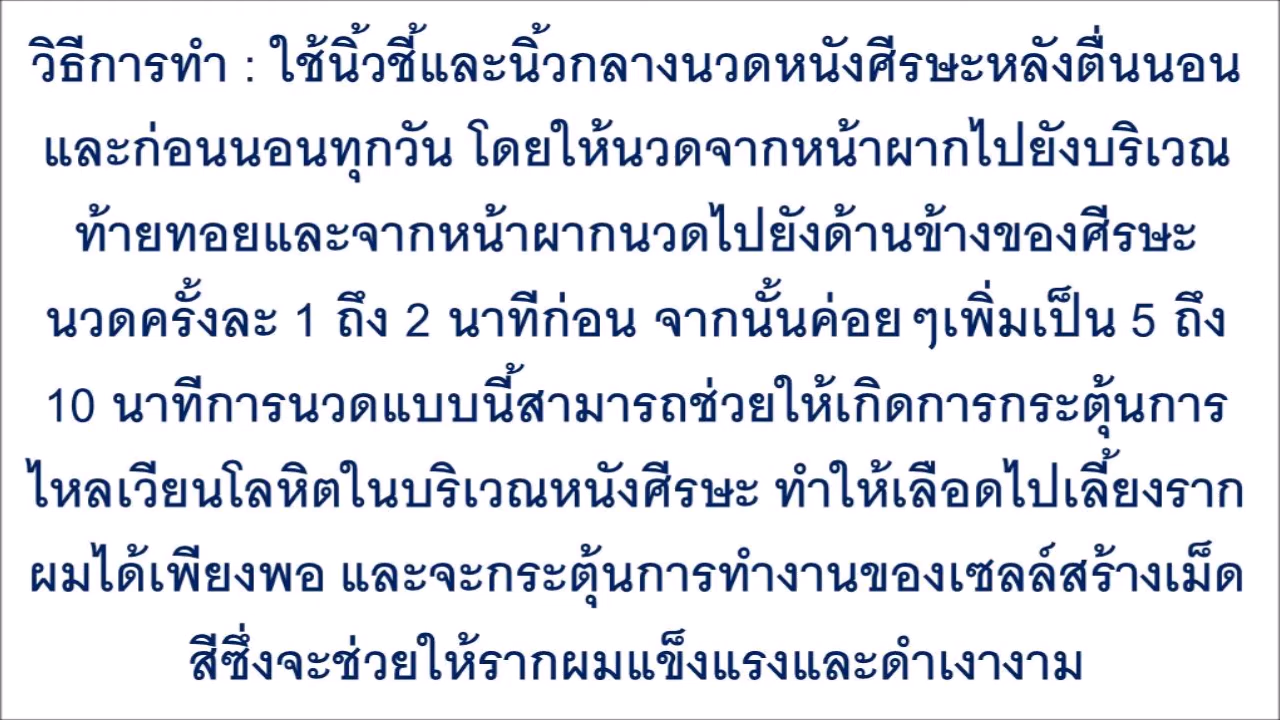 วิธีการทำ : ใช้นิ้วชี้และนิ้วกลางนวดหนังศีรษะหลังตื่นนอน
และก่อนนอนทุกวัน โดยให้นวดจากหน้าผากไปยังบริเวณ
ท้ายทอยและจากหน้าผากนวดไปยังด้านข้างของศีรษะ
นวดครั้งละ 1 ถึง 2 นาทีก่อน จากนั้นค่อยๆเพิ่มเป็น 5 ถึง
10 นาทีการนวดแบบนี้สามารถช่วยให้เกิดการกระตุ้นการ
ไหลเวียนโลหิตในบริเวณหนังศีรษะ ทำให้เลือดไปเลี้ยงราก
ผมได้เพียงพอ และจะกระตุ้นการทำงานของเซลล์สร้างเม็ด
สีซึ่งจะช่วยให้รากผมแข็งแรงและดำเงางาม